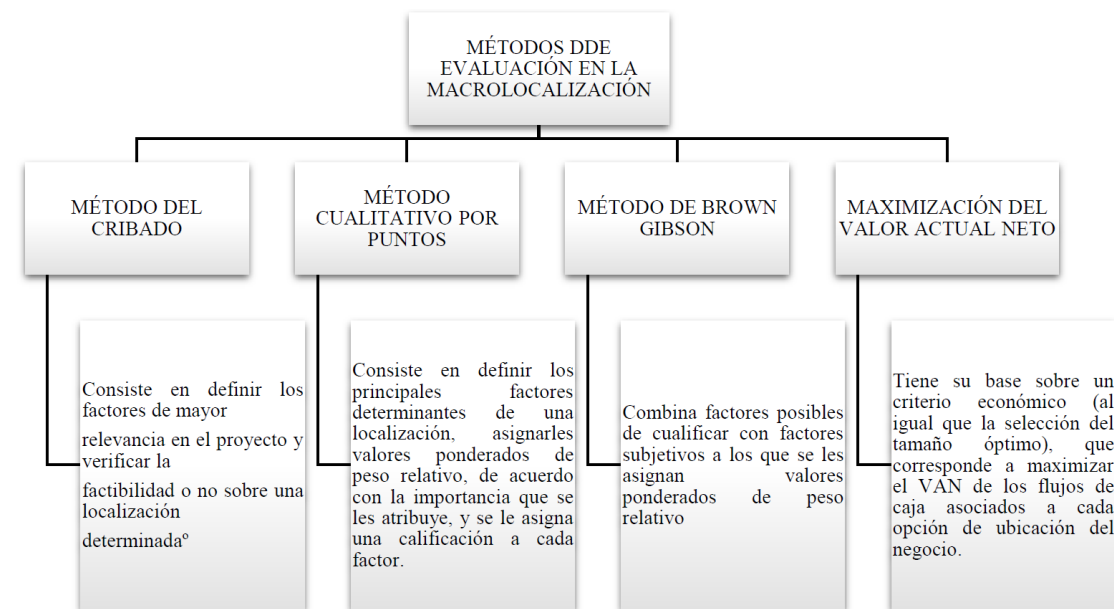 MÉTODOS DDE
EVALUACIÓN EN LA
MACROLOCALIZACIÓN
MÉTODO DEL
CRIBADO
MÉTODO
CUALITATIVO POR
PUNTOS
MÉTODO DE BROWN
GIBSON
MAXIMIZACIÓN DEL
VALOR ACTUAL NETO
Consiste en definir los
factores de mayor
relevancia en el proyecto y
verificar la
factibilidad o no sobre una
localización
determinadaº
Consiste en definir los
principales factores
determinantes de una
localización, asignarles
valores ponderados de
peso relativo, de acuerdo
con la importancia que se
les atribuye, y se le asigna
una calificación a cada
factor.
Combina factores posibles
de cualificar con factores
subjetivos a los que se les
asignan valores
ponderados de peso
relativo
Tiene su base sobre un
criterio económico (al
igual que la selección del
tamaño óptimo), que
corresponde a maximizar
el VAN de los flujos de
caja asociados a cada
opción de ubicación del
negocio.